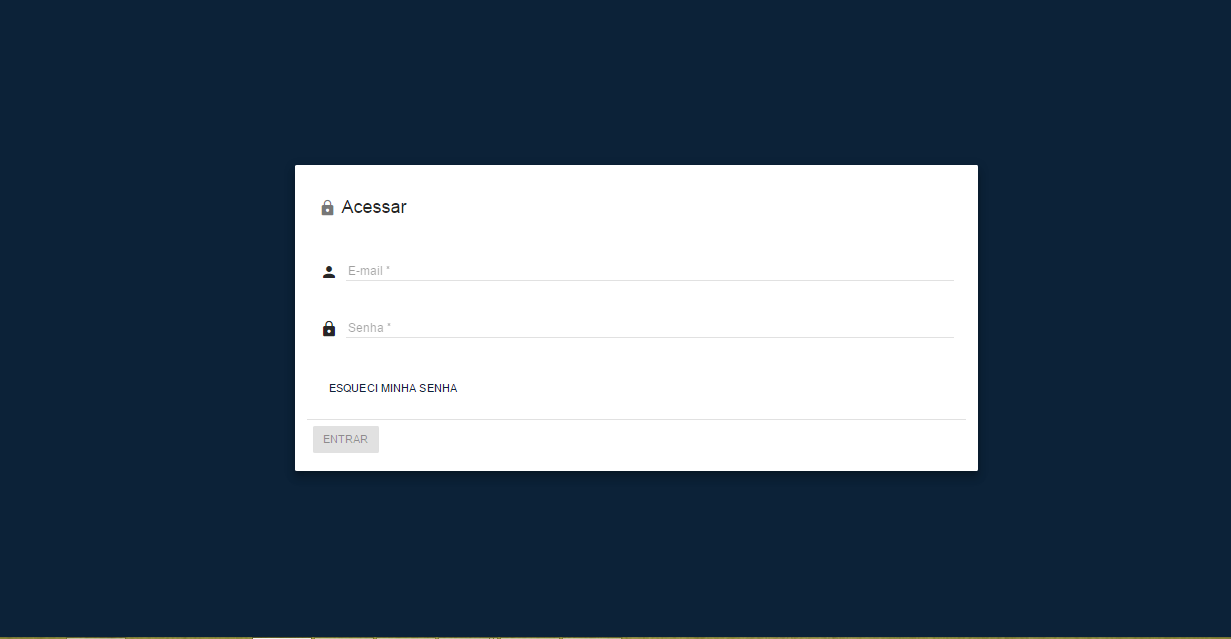 Acessar
E-mail *
Senha *
ESQUECI MINHA SENHA
ENTRAR